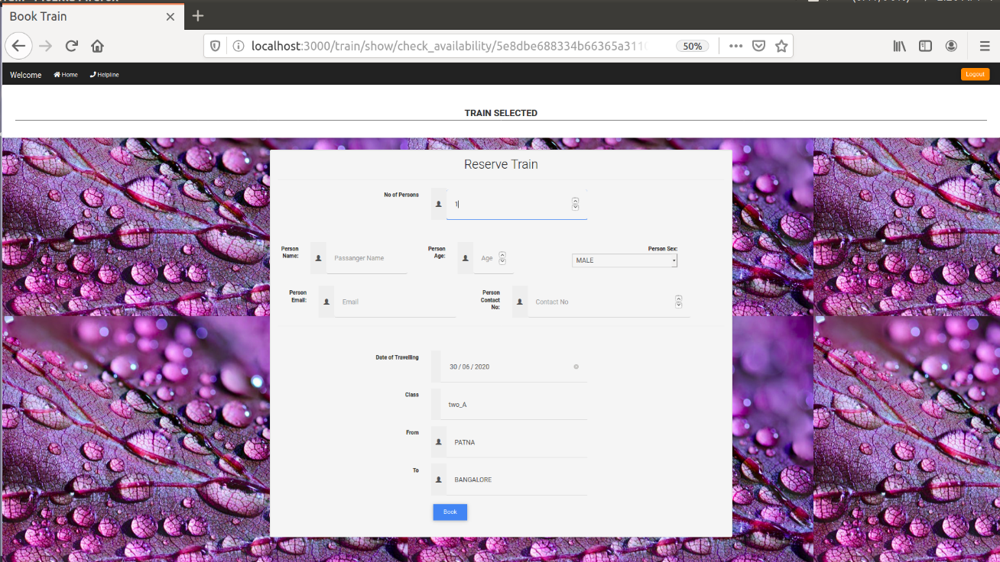 Book Train
localhost:3000/train/show/check_availability/5e8dbe688334b66365a311
50%
Welcome Home Helpline Logout
TRAIN SELECTED
Reserve Train
No of Persons 1
Person Name: Passanger Name Person Age: Age Person Sex: MALE
Person Email: Email Person Contact No: Contact No
Date of Travelling 30 / 06 / 2020
Class two_A
From PATNA
To BANGALORE
Book